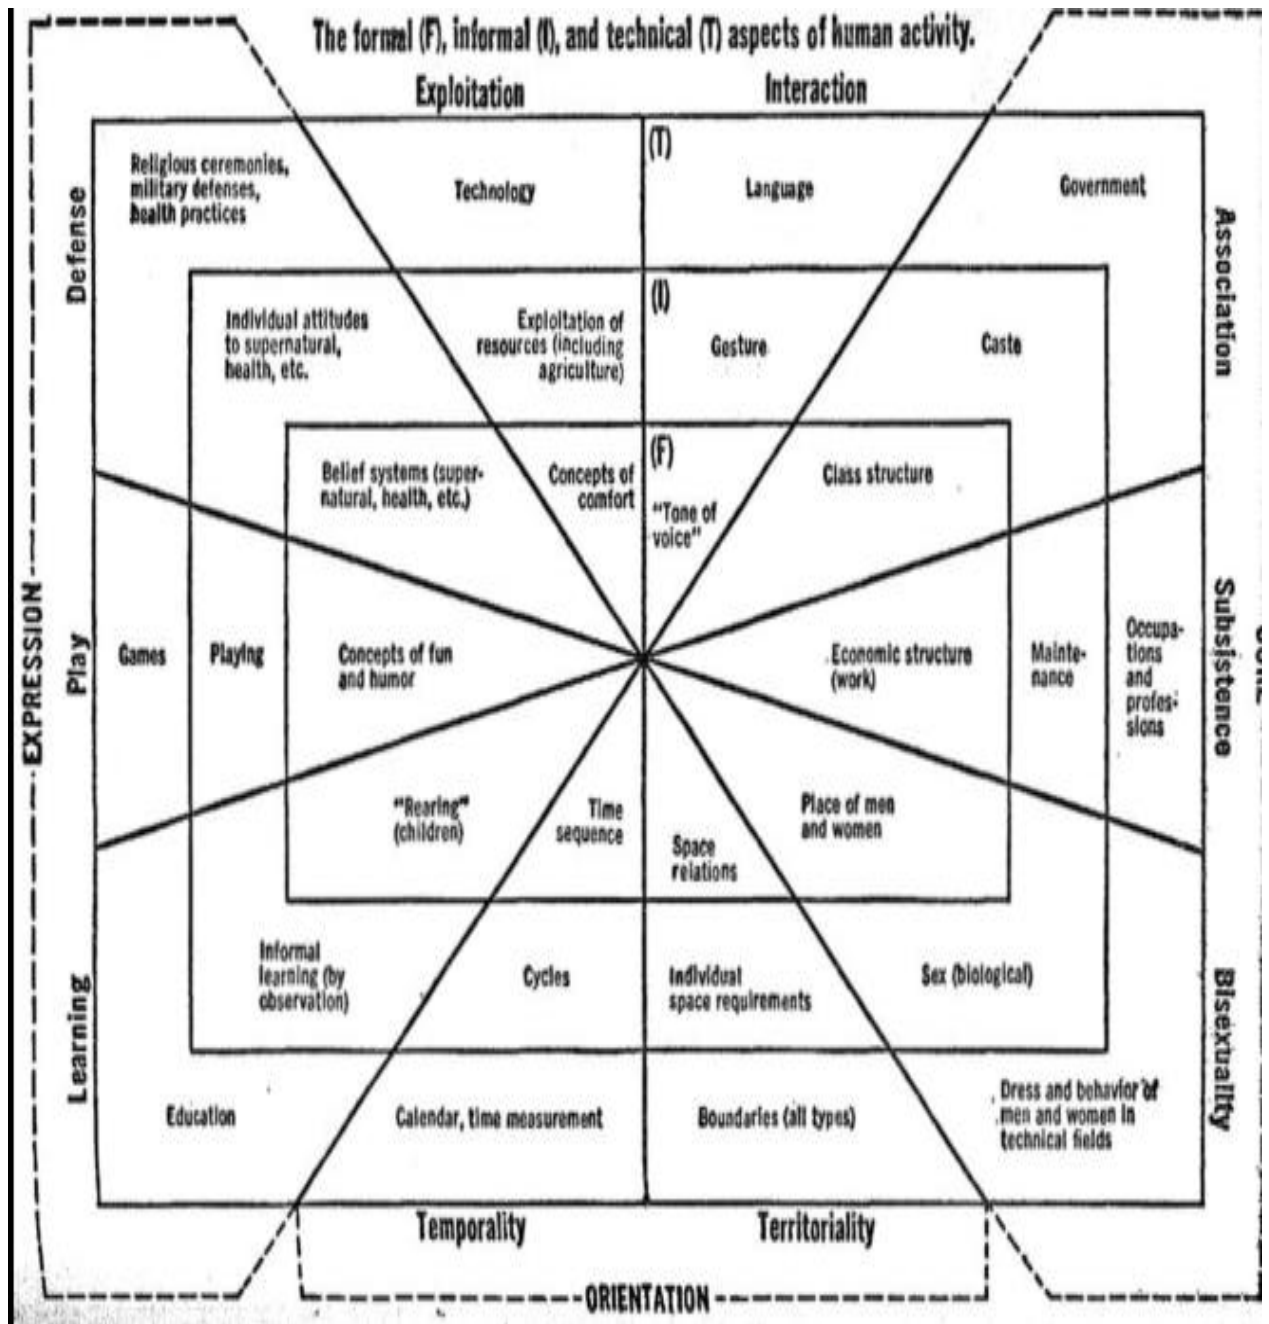 The formal (F), informal (I), and technical (T) aspects of human activity.
Exploitation
Interaction
(T)
Religious ceremonies,
military defenses,
health practices
Technology
Language
Government
Defense
Association
(I)
Individual attitudes
to supernatural,
health, etc.
Exploitation of
resources (including
agriculture)
Gesture
Caste
(F)
Belief systems (super-
natural, health, etc.)
Concepts of
comfort
"Tone of
voice"
Class structure
EXPRESSION
Play
Games
Playing
Concepts of fun
and humor
Economic structure
(work)
Mainte-
nance
Occupa-
tions
and
profes-
sions
Subsistence
"Rearing"
(children)
Time
sequence
Space
relations
Place of men
and women
Learning
Informal
learning (by
observation)
Cycles
Individual
space requirements
Sex (biological)
Bisextuality
Education
Calendar, time measurement
Boundaries (all types)
Dress and behavior of
men and women in
technical fields
Temporality
Territoriality
ORIENTATION